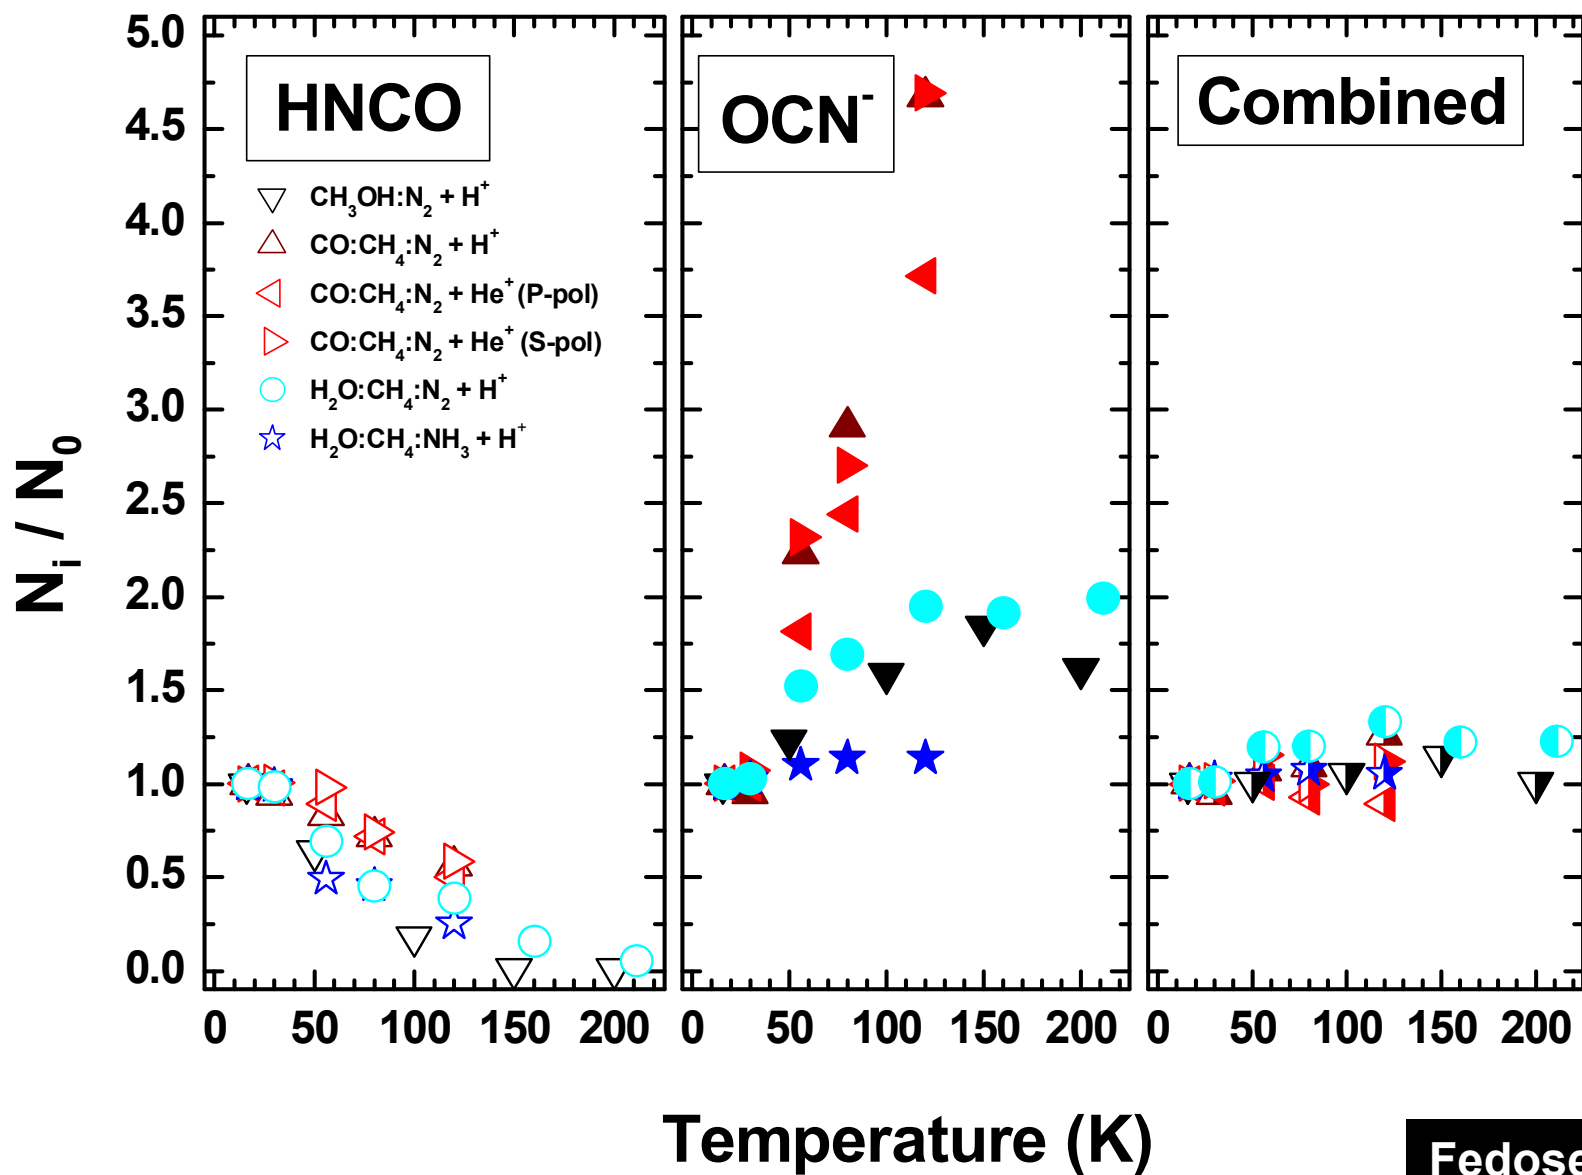 HNCO
OCN⁻
Combined
CH₃OH:N₂ + H⁺
CO:CH₄:N₂ + H⁺
CO:CH₄:N₂ + He⁺ (P-pol)
CO:CH₄:N₂ + He⁺ (S-pol)
H₂O:CH₄:N₂ + H⁺
H₂O:CH₄:NH₃ + H⁺
5.0
4.5
4.0
3.5
3.0
2.5
2.0
1.5
1.0
0.5
0.0
Nᵢ / N₀
0 50 100 150 200 0 50 100 150 200 0 50 100 150 200
Temperature (K)
Fedose